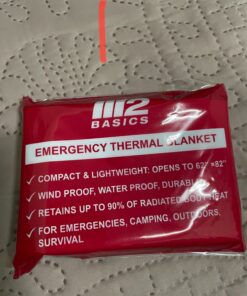 M2
BASICS
EMERGENCY THERMAL BLANKET
✓ COMPACT & LIGHTWEIGHT: OPENS TO 62" x82"
✓ WIND PROOF, WATER PROOF, DURABLE
✓ RETAINS UP TO 90% OF RADIATED BODY HEAT
✓ FOR EMERGENCIES, CAMPING, OUTDOORS,
SURVIVAL